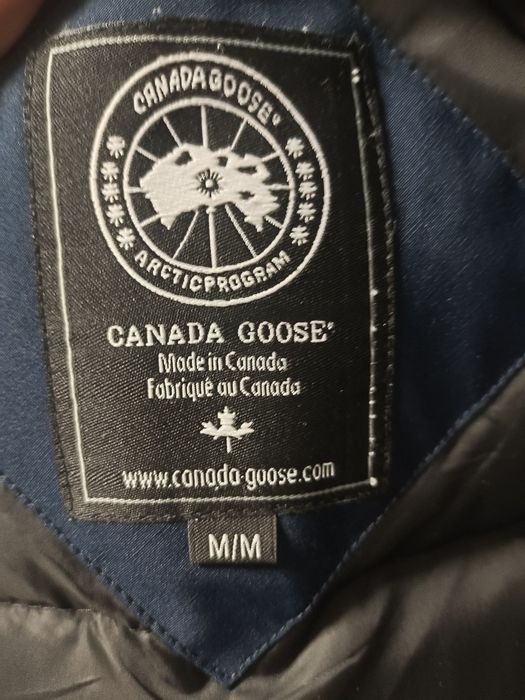 CANADA GOOSE®
ARCTIC PROGRAM
CANADA GOOSE®
Made in Canada
Fabriqué au Canada
www.canada-goose.com
M/M